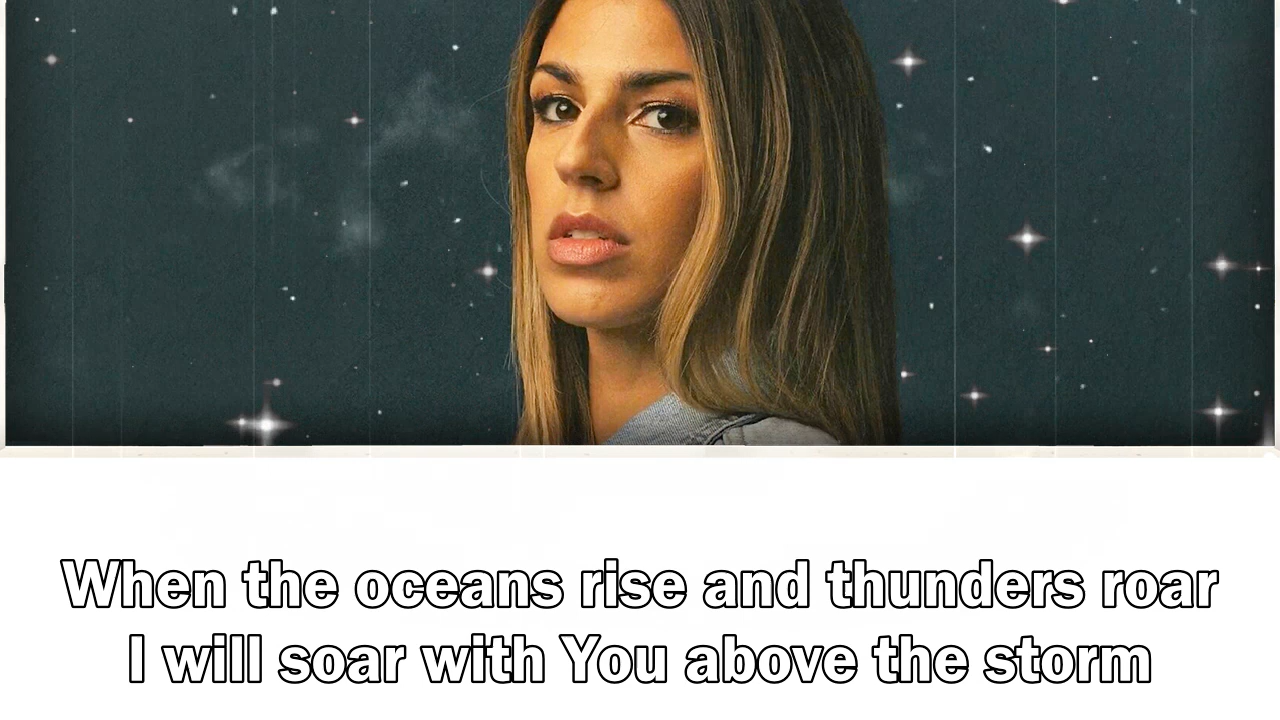 When the oceans rise and thunders roar
I will soar with You above the storm